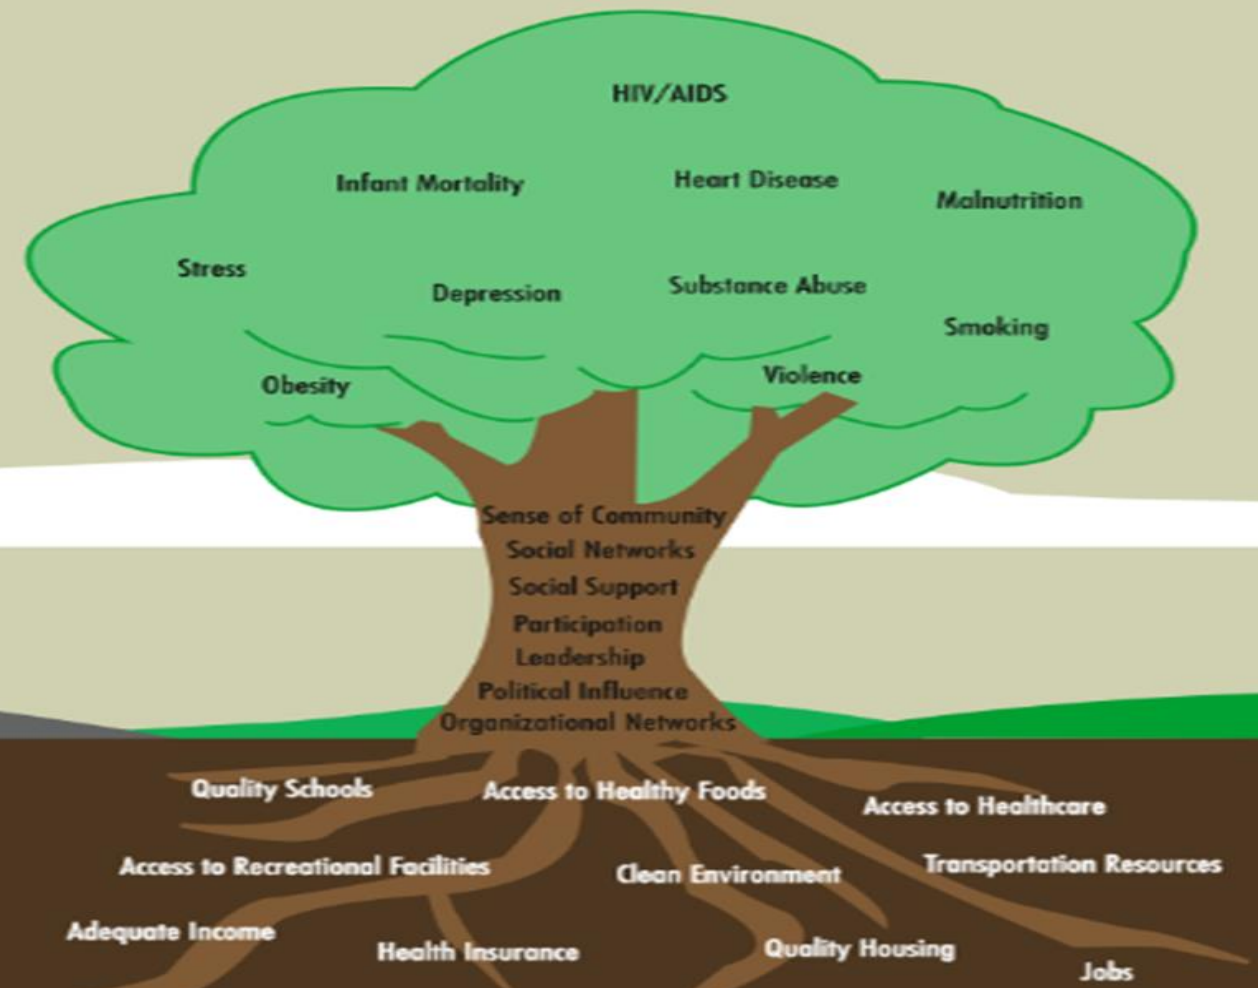 HIV/AIDS
Infant Mortality
Heart Disease
Malnutrition
Stress
Depression
Substance Abuse
Smoking
Obesity
Violence
Sense of Community
Social Networks
Social Support
Participation
Leadership
Political Influence
Organizational Networks
Quality Schools
Access to Healthy Foods
Access to Healthcare
Access to Recreational Facilities
Clean Environment
Transportation Resources
Adequate Income
Health Insurance
Quality Housing
Jobs